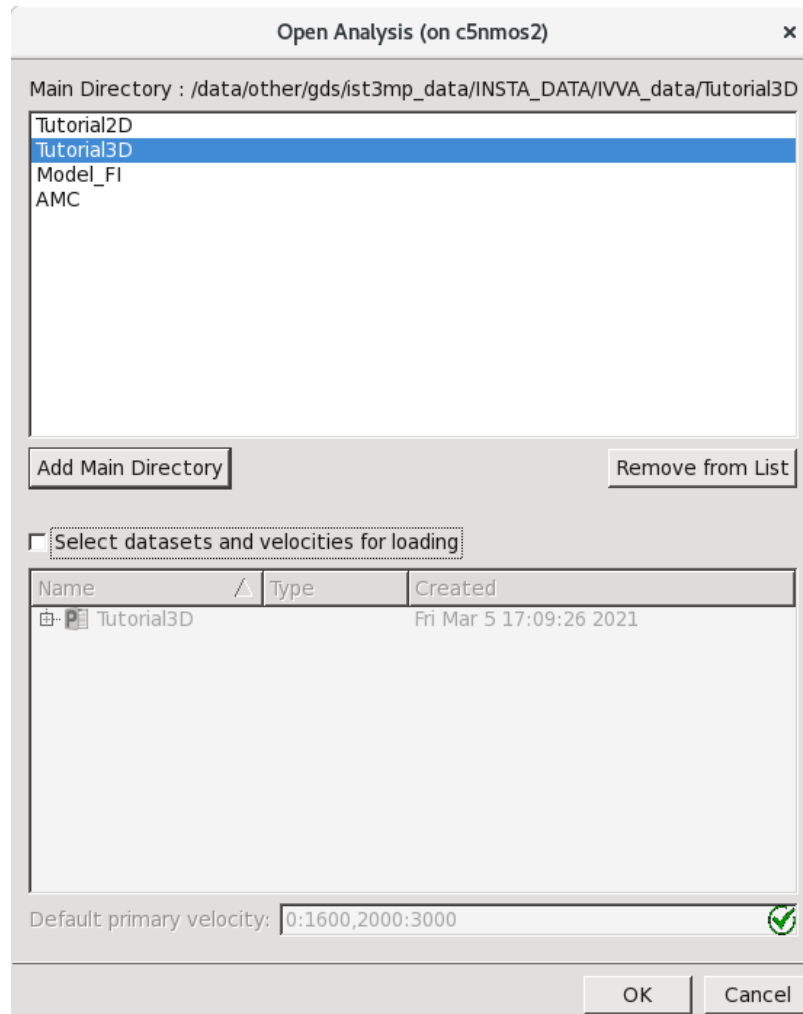 Open Analysis (on c5nmos2) ×
Main Directory : /data/other/gds/ist3mp_data/INSTA_DATA/IVVA_data/Tutorial3D
Tutorial2D
Tutorial3D
Model_FI
AMC
Add Main Directory Remove from List
Select datasets and velocities for loading
Name Type Created
P Tutorial3D Fri Mar 5 17:09:26 2021
Default primary velocity: 0:1600,2000:3000
OK Cancel